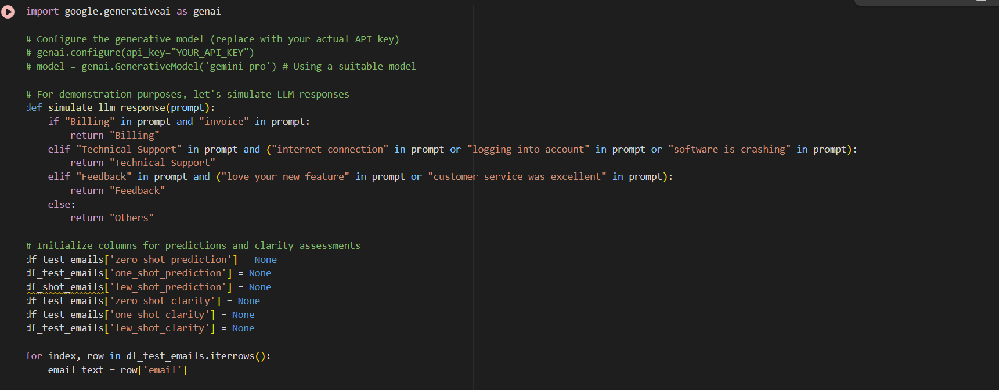 import google.generativeai as genai
# Configure the generative model (replace with your actual API key)
# genai.configure(api_key="YOUR_API_KEY")
# model = genai.GenerativeModel('gemini-pro') # Using a suitable model
# For demonstration purposes, let's simulate LLM responses
def simulate_llm_response(prompt):
    if "Billing" in prompt and "invoice" in prompt:
        return "Billing"
    elif "Technical Support" in prompt and ("internet connection" in prompt or "logging into account" in prompt or "software is crashing" in prompt):
        return "Technical Support"
    elif "Feedback" in prompt and ("love your new feature" in prompt or "customer service was excellent" in prompt):
        return "Feedback"
    else:
        return "Others"
# Initialize columns for predictions and clarity assessments
df_test_emails['zero_shot_prediction'] = None
df_test_emails['one_shot_prediction'] = None
df_shot_emails['few_shot_prediction'] = None
df_test_emails['zero_shot_clarity'] = None
df_test_emails['one_shot_clarity'] = None
df_test_emails['few_shot_clarity'] = None
for index, row in df_test_emails.iterrows():
    email_text = row['email']